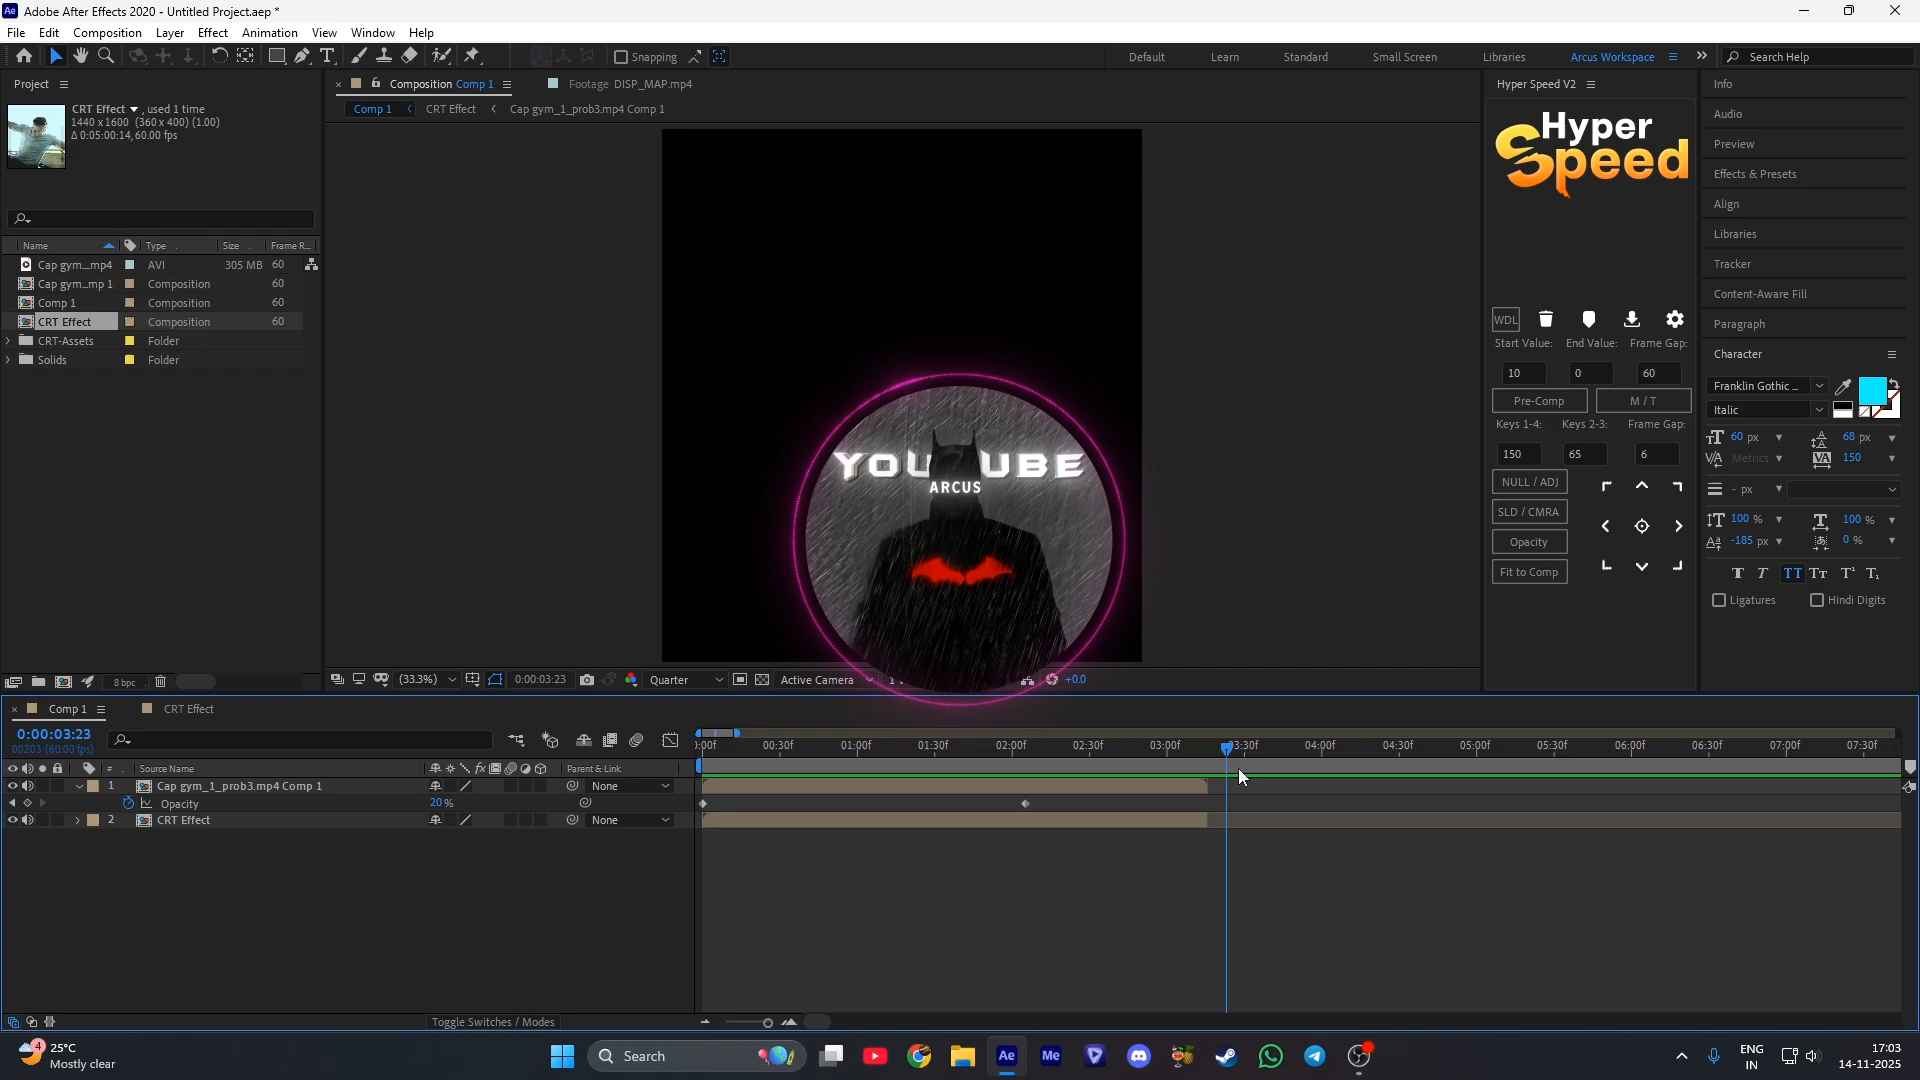 Adobe After Effects 2020 - Untitled Project.aep *
File Edit Composition Layer Effect Animation View Window Help
Snapping Default Learn Standard Small Screen Libraries Arcus Workspace Search Help
Project
CRT Effect , used 1 time
1440 x 1600 (360 x 400) (1.00)
Δ 0:05:00:14, 60.00 fps
Composition Comp 1 Footage DISP_MAP.mp4
Comp 1 CRT Effect Cap gym_1_prob3.mp4 Comp 1
Name Type Size Frame R...
Cap gym_...mp4 AVI 305 MB 60
Cap gym...mp 1 Composition 60
Comp 1 Composition 60
CRT Effect Composition 60
CRT-Assets Folder
Solids Folder
8 bpc
YOU UBE
ARCUS
(33.3%) 0:00:03:23 Quarter Active Camera +0.0
Hyper Speed V2
Hyper
Speed
WDL
Start Value: End Value: Frame Gap:
10 0 60
Pre-Comp M / T
Keys 1-4: Keys 2-3: Frame Gap:
150 65 6
NULL / ADJ
SLD / CMRA
Opacity
Fit to Comp
Info
Audio
Preview
Effects & Presets
Align
Libraries
Tracker
Content-Aware Fill
Paragraph
Character
Franklin Gothic ...
Italic
60 px 68 px
Metrics 150
- px
100 % 100 %
-185 px 0 %
T T TT Tт T¹ T₁
Ligatures Hindi Digits
Comp 1 CRT Effect
0:00:03:23
00203 (60.00 fps)
):00f 00:30f 01:00f 01:30f 02:00f 02:30f 03:00f 03:30f 04:00f 04:30f 05:00f 05:30f 06:00f 06:30f 07:00f 07:30f
# Source Name Parent & Link
1 Cap gym_1_prob3.mp4 Comp 1 None
Opacity 20%
2 CRT Effect None
Toggle Switches / Modes
4 25°C
Mostly clear
Search
Ae Me
ENG
IN
17:03
14-11-2025